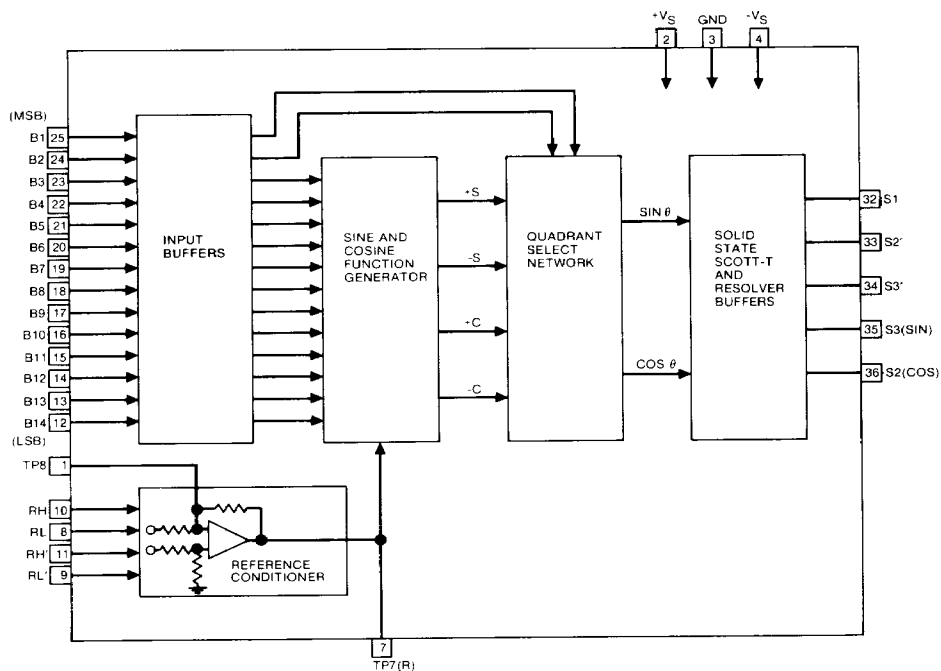 +VS
GND
-VS
2
3
4
(MSB)
B1 25
B2 24
B3 23
B4 22
B5 21
B6 20
B7 19
B8 18
B9 17
B10 16
B11 15
B12 14
B13 13
B14 12
(LSB)
TP8 1
RH 10
RL 8
RH' 11
RL' 9
INPUT
BUFFERS
SINE AND
COSINE
FUNCTION
GENERATOR
+S
-S
+C
-C
QUADRANT
SELECT
NETWORK
SIN θ
COS θ
SOLID
STATE
SCOTT-T
AND
RESOLVER
BUFFERS
32 S1
33 S2'
34 S3'
35 S3(SIN)
36 S2(COS)
REFERENCE
CONDITIONER
7
TP7(R)